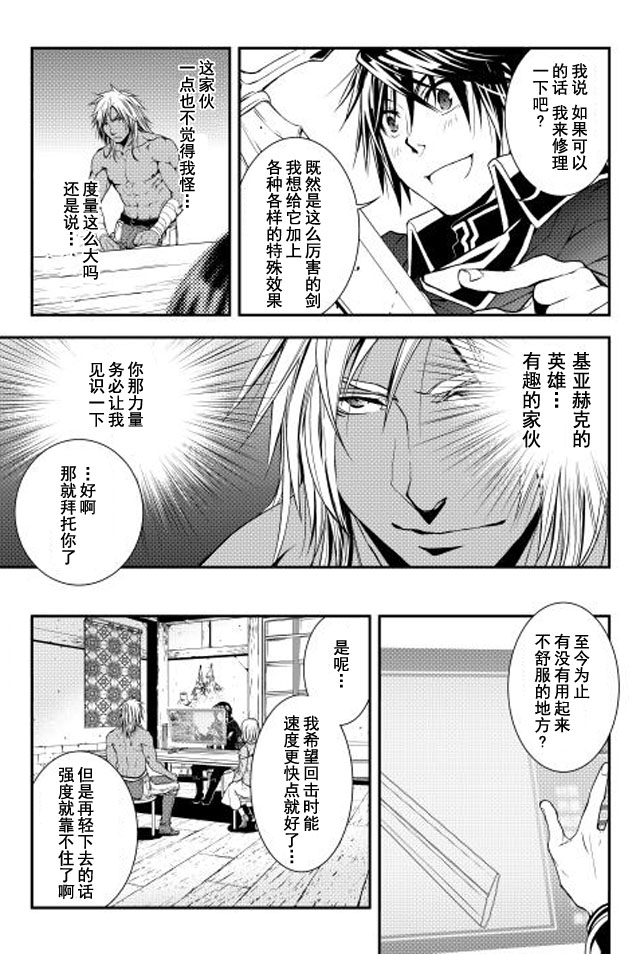 我说 如果可以
的话 我来修理
一下吧？
既然是这么厉害的剑
我想给它加上
各种各样的特殊效果
这家伙
一点也不觉得我怪…
度量这么大吗
还是说…
基亚赫克的
英雄…
有趣的家伙
你那力量
务必让我
见识一下
…好啊
那就拜托你了
至今为止
有没有用起来
不舒服的地方？
是呢…
我希望回击时能
速度更快点就好了…
但是再轻下去的话
强度就靠不住了啊